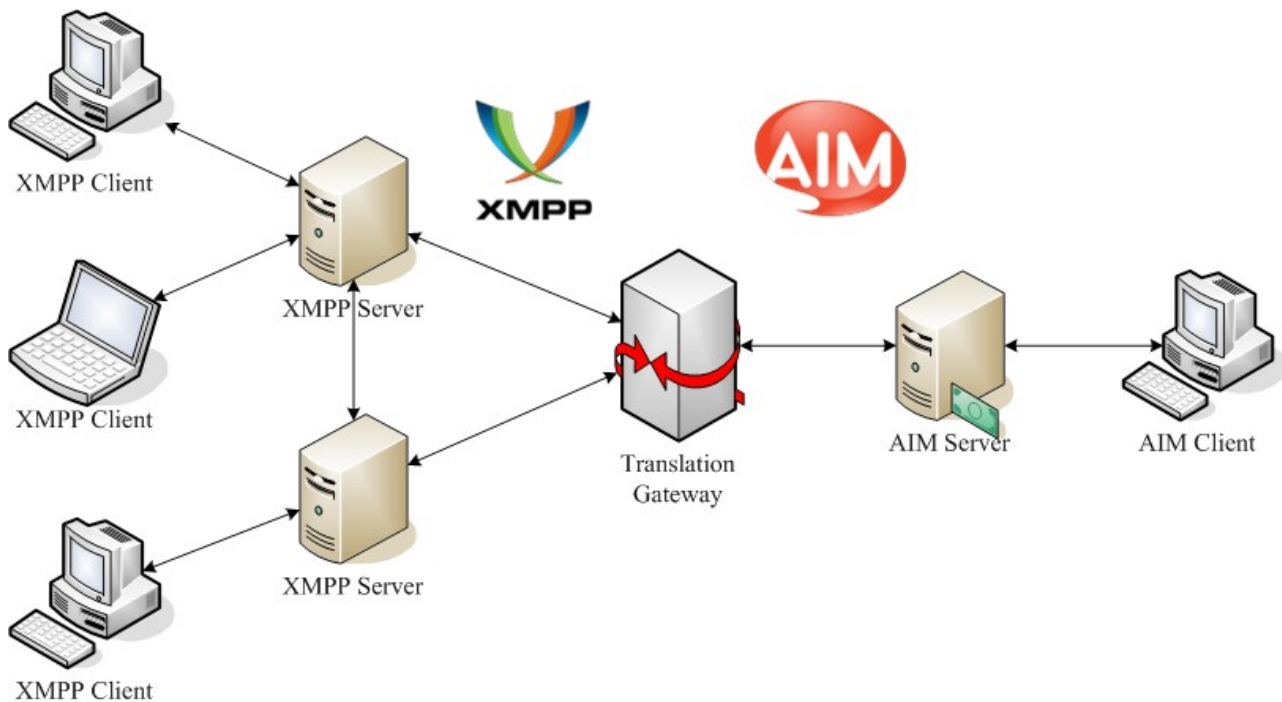 XMPP Client
XMPP Server
XMPP
AIM
XMPP Client
Translation
Gateway
AIM Server
AIM Client
XMPP Server
XMPP Client